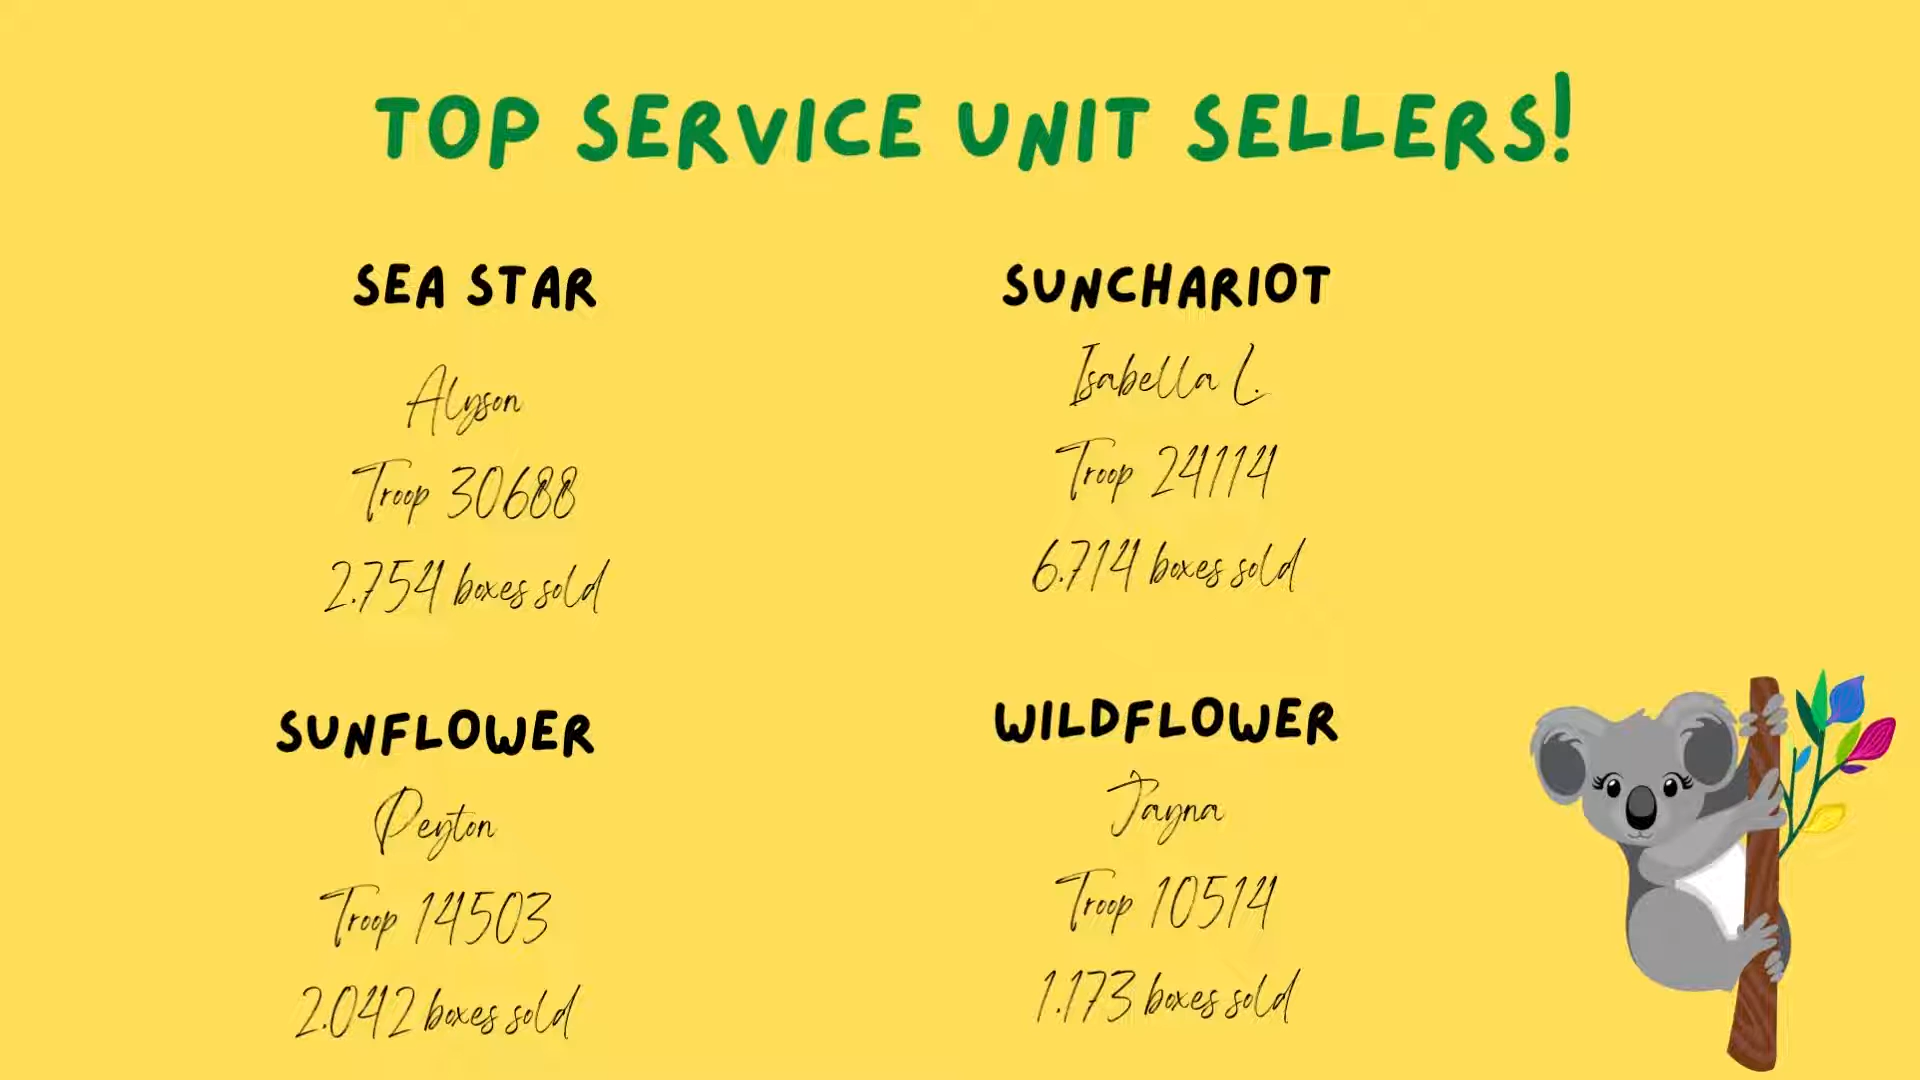 TOP SERVICE UNIT SELLERS!
SEA STAR
Alyson
Troop 30688
2.754 boxes sold
SUNCHARIOT
Isabella L.
Troop 24114
6.714 boxes sold
SUNFLOWER
Peyton
Troop 14503
2.042 boxes sold
WILDFLOWER
Jayna
Troop 10514
1.173 boxes sold